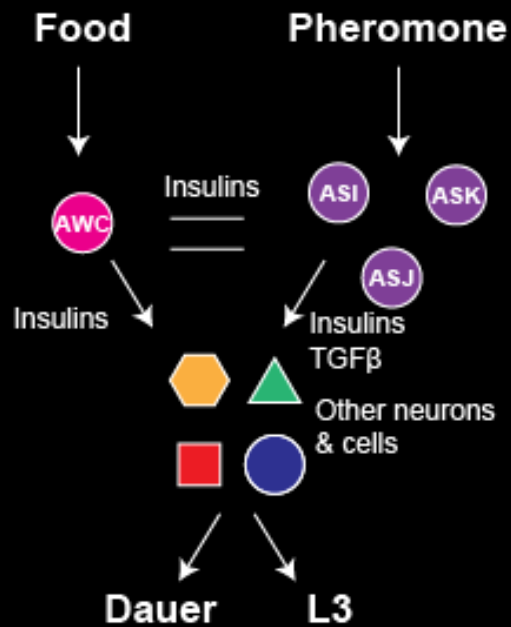 Food
Pheromone
Insulins
ASI
ASK
AWC
ASJ
Insulins
Insulins
TGFβ
Other neurons
& cells
Dauer
L3